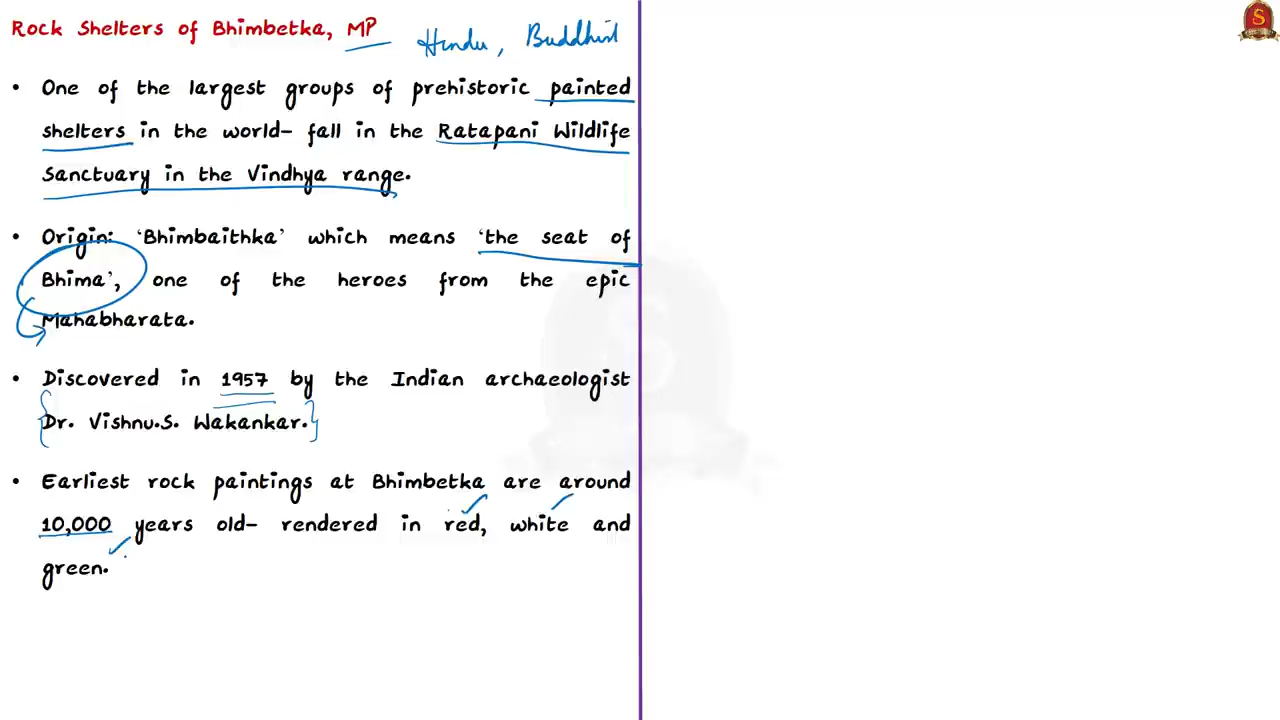 Rock Shelters of Bhimbetka, MP Hindu, Buddhist
• One of the largest groups of prehistoric painted
shelters in the world- fall in the Ratapani Wildlife
Sanctuary in the Vindhya range.
• Origin: ‘Bhimbaithka’ which means ‘the seat of
Bhima’, one of the heroes from the epic
Mahabharata.
• Discovered in 1957 by the Indian archaeologist
{Dr. Vishnu.S. Wakankar.}
• Earliest rock paintings at Bhimbetka are around
10,000 years old- rendered in red, white and
green.
S